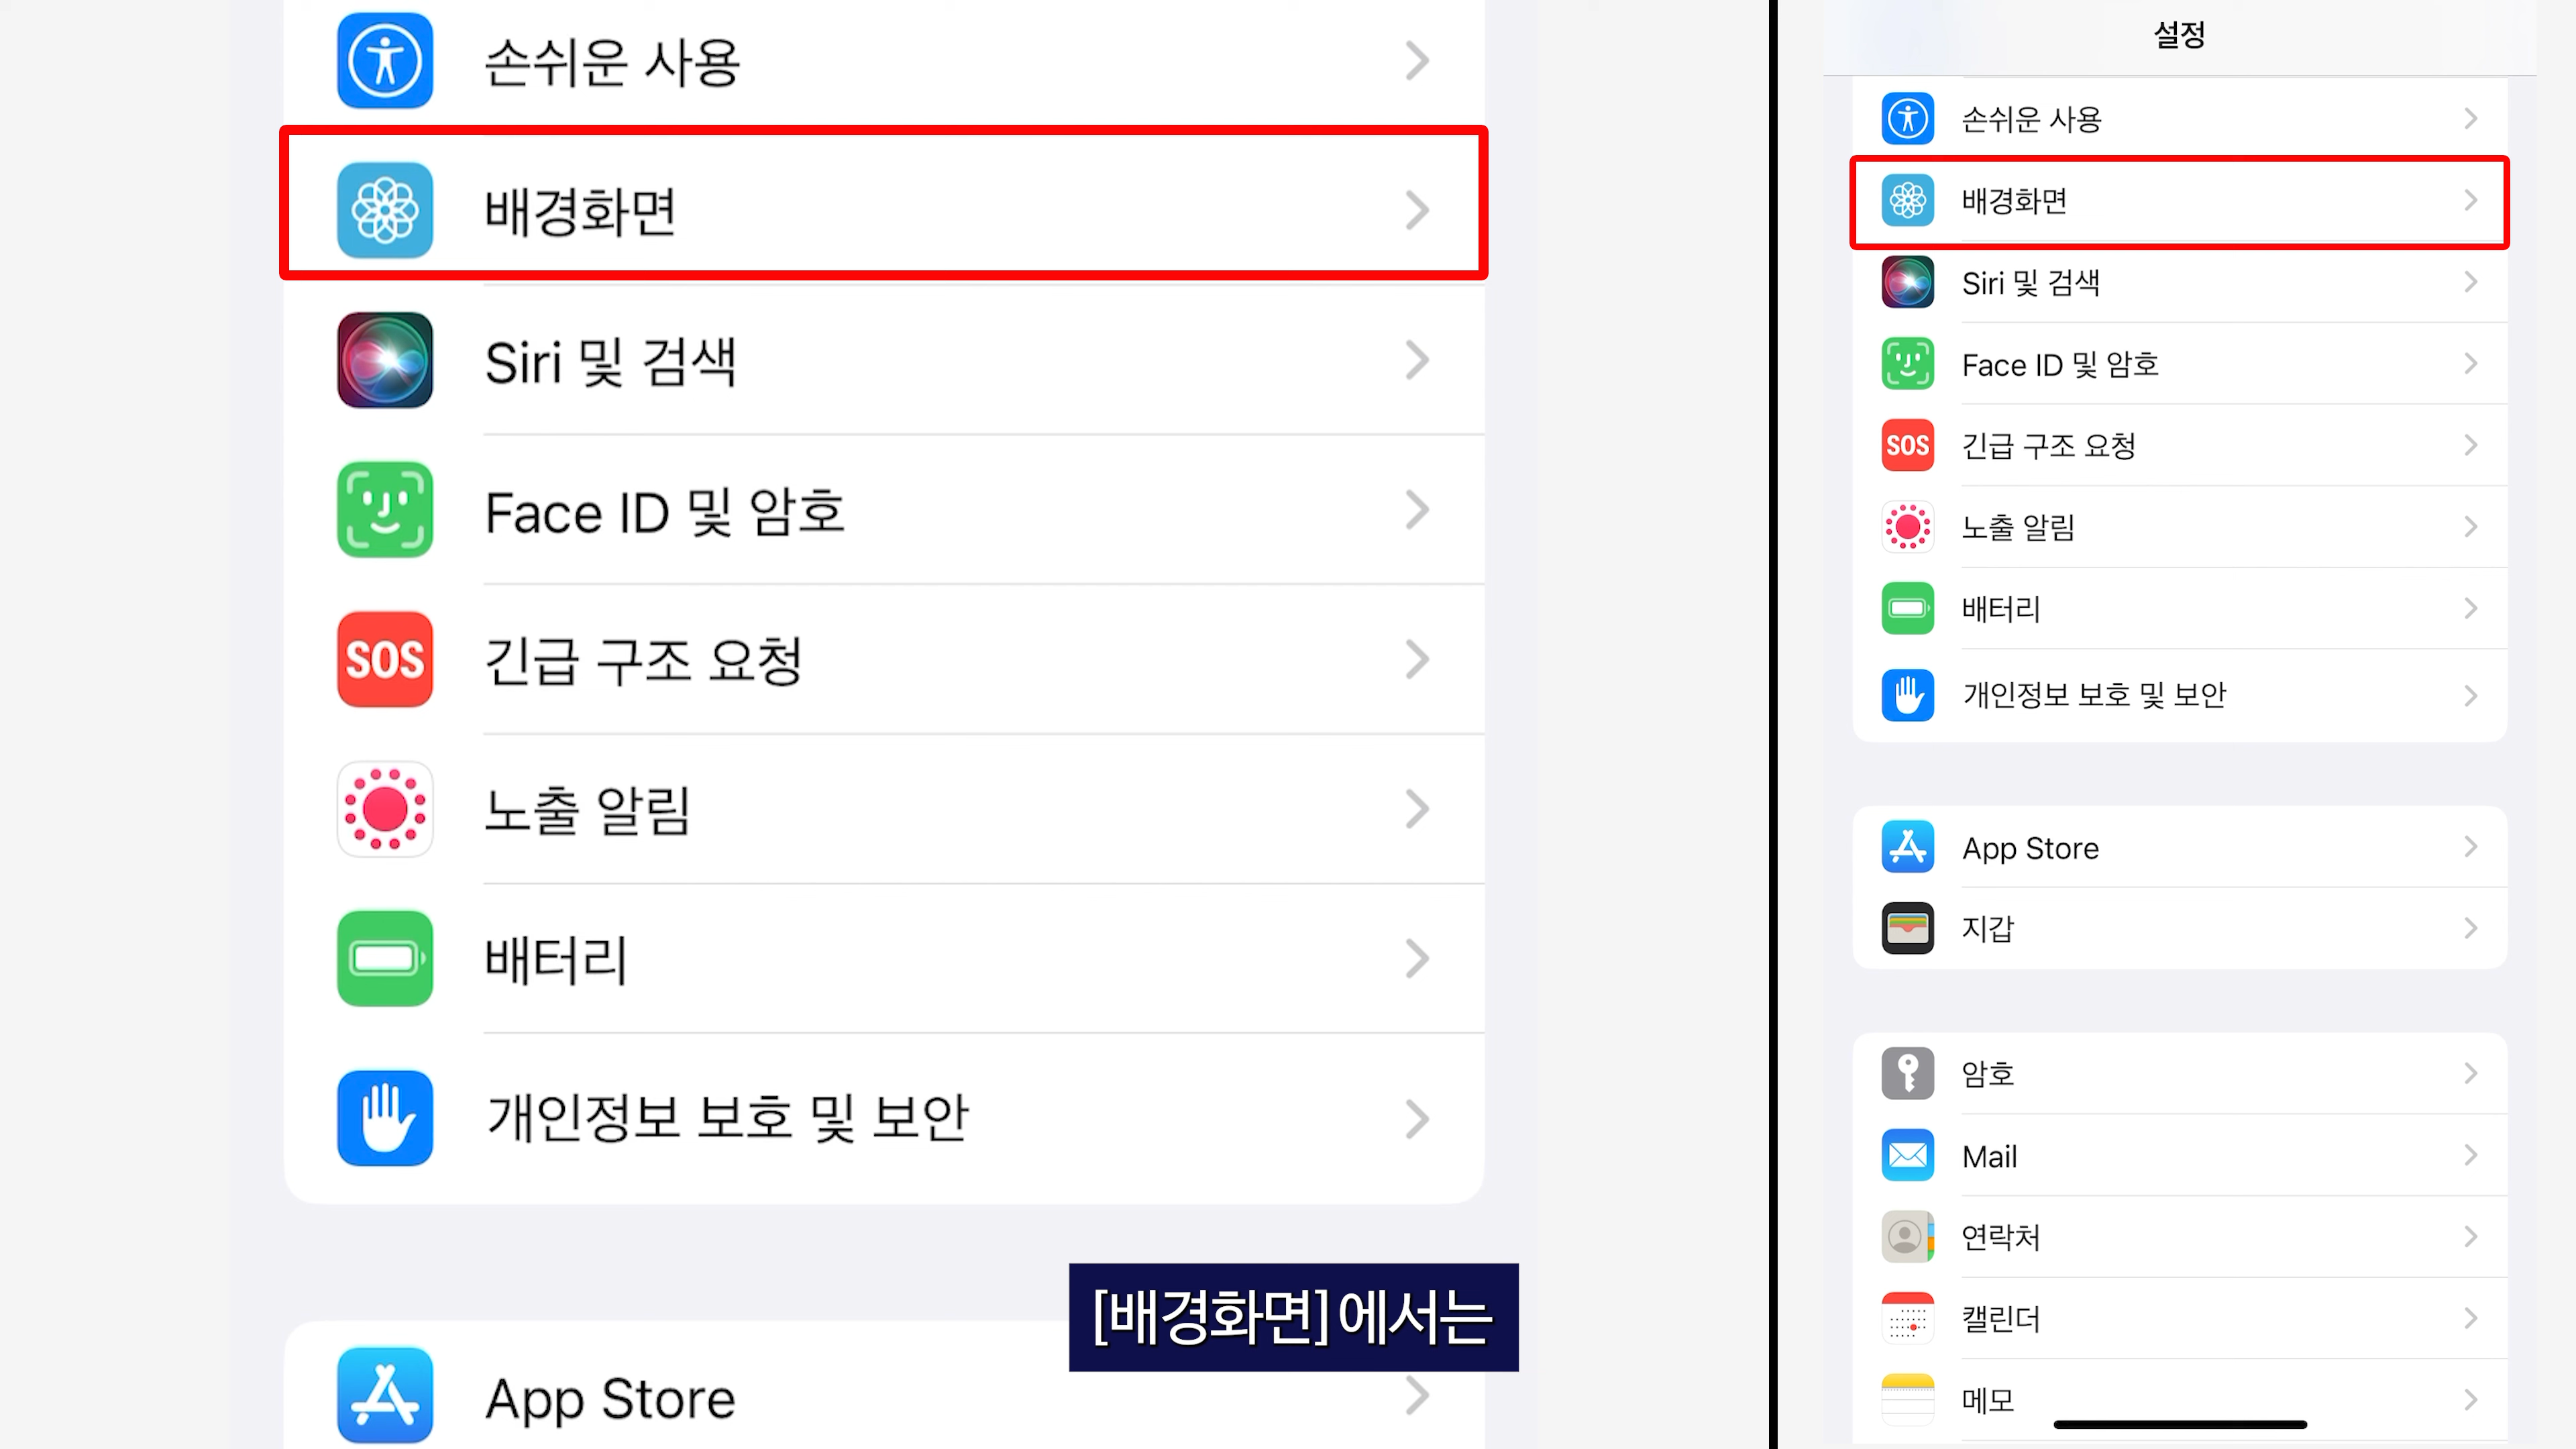 손쉬운 사용
배경화면
Siri 및 검색
Face ID 및 암호
SOS
긴급 구조 요청
노출 알림
배터리
개인정보 보호 및 보안
App Store
[배경화면]에서는
설정
손쉬운 사용
배경화면
Siri 및 검색
Face ID 및 암호
SOS
긴급 구조 요청
노출 알림
배터리
개인정보 보호 및 보안
App Store
지갑
암호
Mail
연락처
캘린더
메모